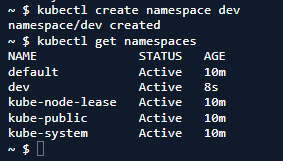 ~ $ kubectl create namespace dev
namespace/dev created
~ $ kubectl get namespaces
NAME STATUS AGE
default Active 10m
dev Active 8s
kube-node-lease Active 10m
kube-public Active 10m
kube-system Active 10m
~ $